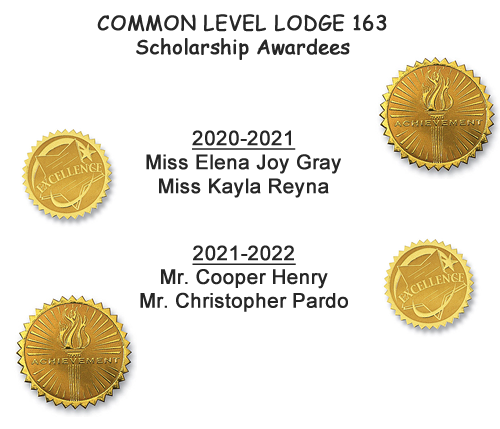 COMMON LEVEL LODGE 163
Scholarship Awardees
ACHIEVEMENT
2020-2021
Miss Elena Joy Gray
Miss Kayla Reyna
EXCELLENCE
2021-2022
Mr. Cooper Henry
Mr. Christopher Pardo
EXCELLENCE
ACHIEVEMENT